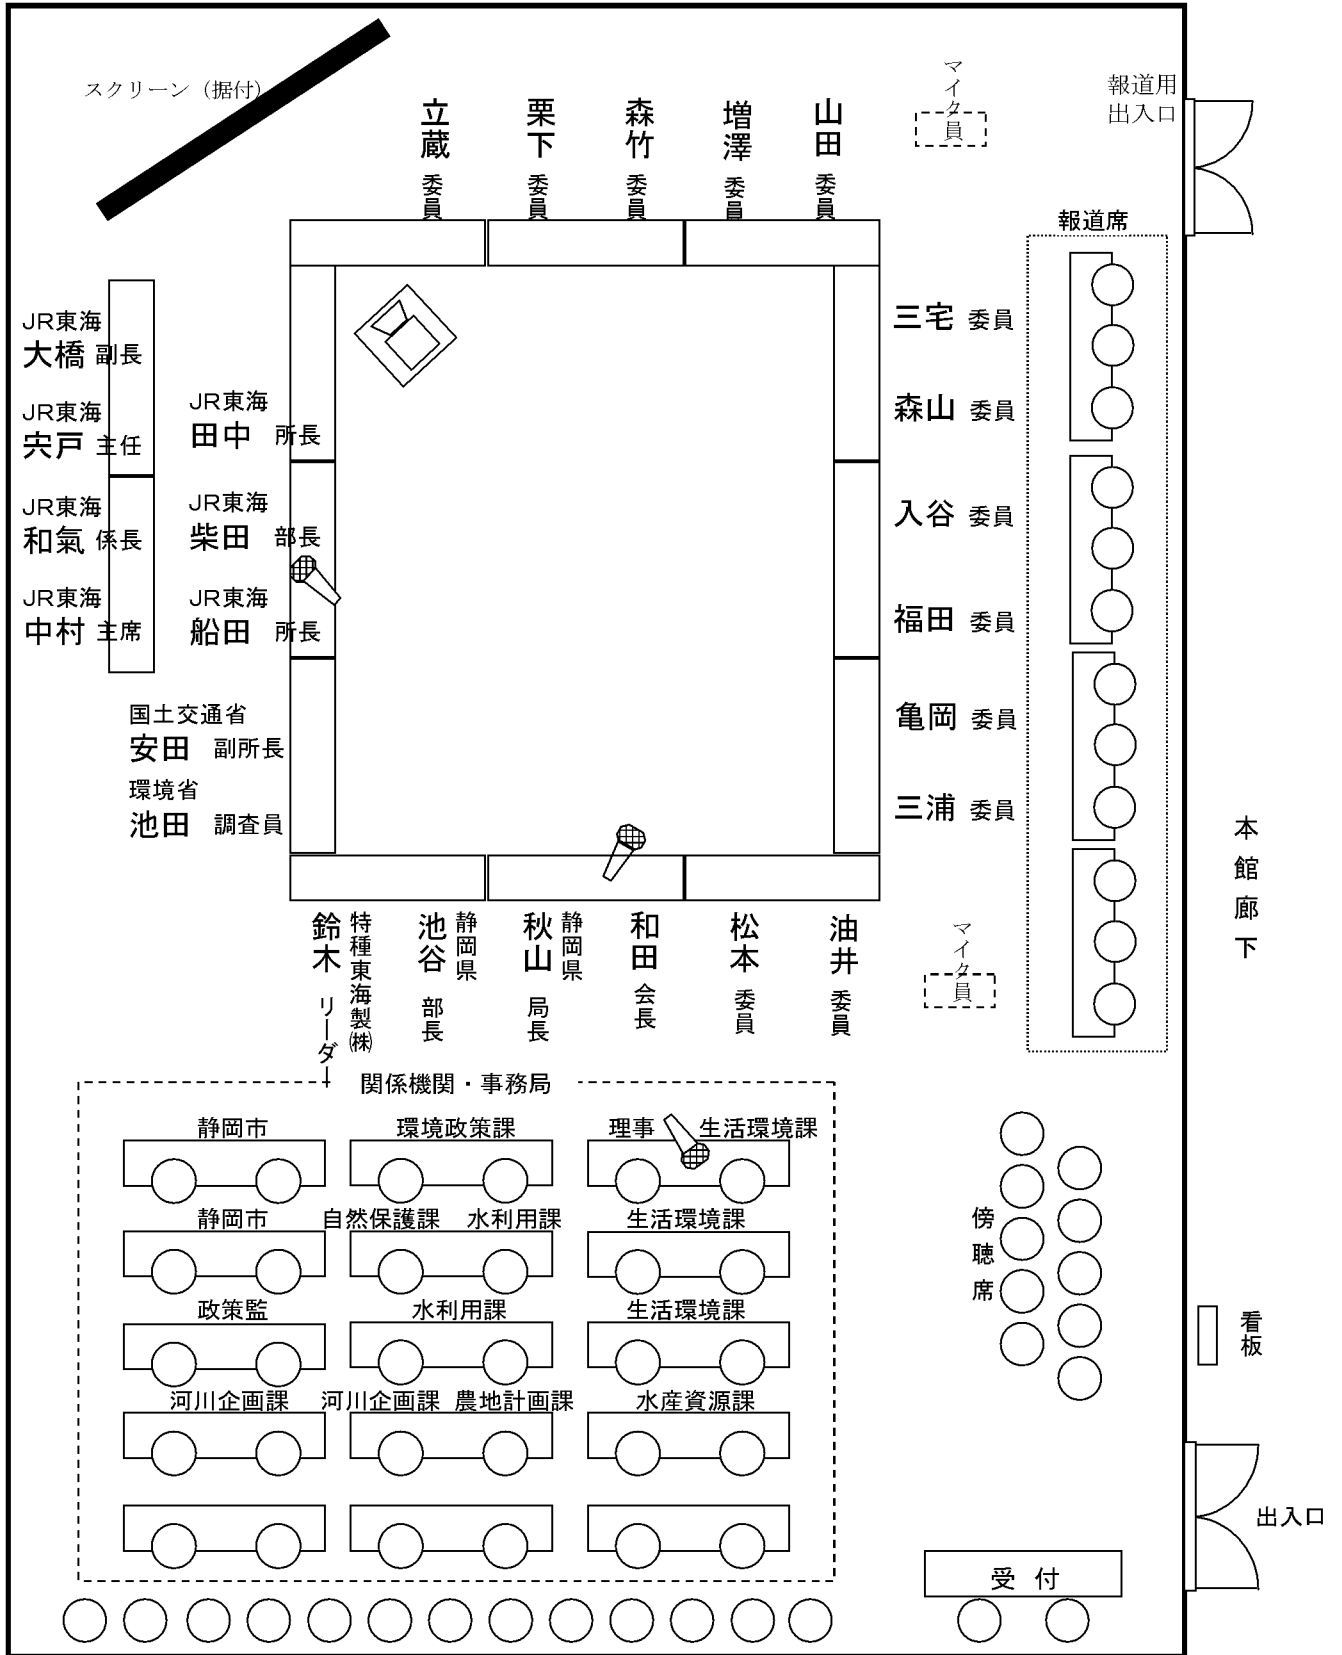 スクリーン（据付）
マイク員
報道用
出入口
立蔵 委員
栗下 委員
森竹 委員
増澤 委員
山田 委員
報道席
JR東海
大橋 副長
JR東海
宍戸 主任
JR東海
和氣 係長
JR東海
中村 主席
JR東海
田中 所長
JR東海
柴田 部長
JR東海
船田 所長
国土交通省
安田 副所長
環境省
池田 調査員
三宅 委員
森山 委員
入谷 委員
福田 委員
亀岡 委員
三浦 委員
本館廊下
特種東海製㈱
鈴木 リーダー
静岡県
池谷 部長
静岡県
秋山 局長
和田 会長
松本 委員
油井 委員
マイク員
関係機関・事務局
静岡市
環境政策課
理事 生活環境課
静岡市
自然保護課 水利用課
生活環境課
政策監
水利用課
生活環境課
河川企画課
河川企画課 農地計画課
水産資源課
傍聴席
看板
出入口
受 付